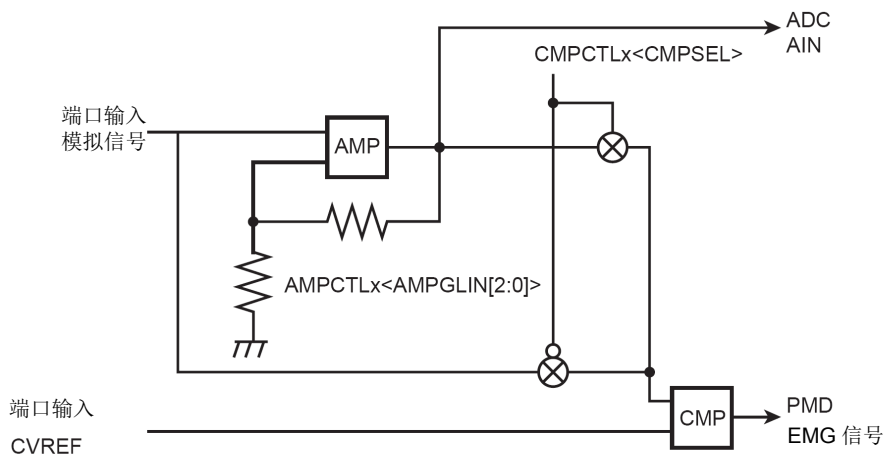 ADC
AIN
CMPCTLx<CMPSEL>
端口输入
模拟信号
AMP
AMPCTLx<AMPGLIN[2:0]>
端口输入
CVREF
CMP
PMD
EMG 信号